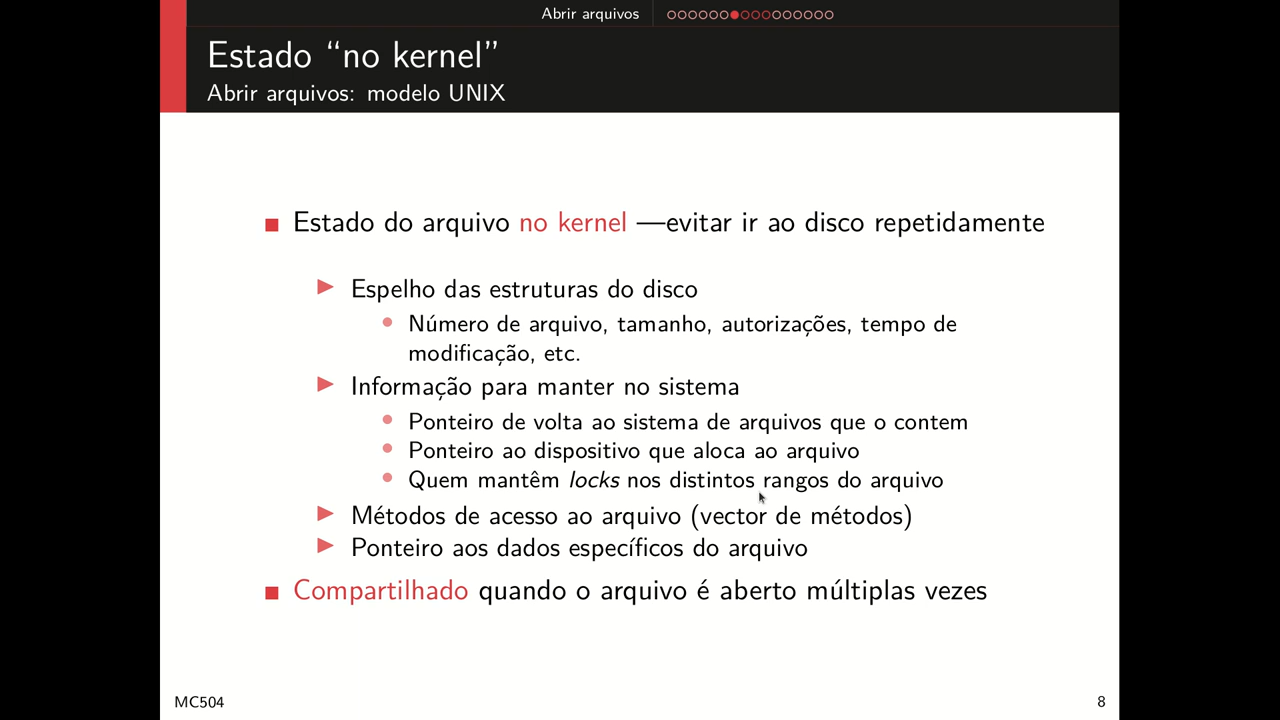 Abrir arquivos
Estado “no kernel”
Abrir arquivos: modelo UNIX
Estado do arquivo no kernel —evitar ir ao disco repetidamente
Espelho das estruturas do disco
Número de arquivo, tamanho, autorizações, tempo de
modificação, etc.
Informação para manter no sistema
Ponteiro de volta ao sistema de arquivos que o contem
Ponteiro ao dispositivo que aloca ao arquivo
Quem mantêm locks nos distintos rangos do arquivo
Métodos de acesso ao arquivo (vector de métodos)
Ponteiro aos dados específicos do arquivo
Compartilhado quando o arquivo é aberto múltiplas vezes
MC504
8